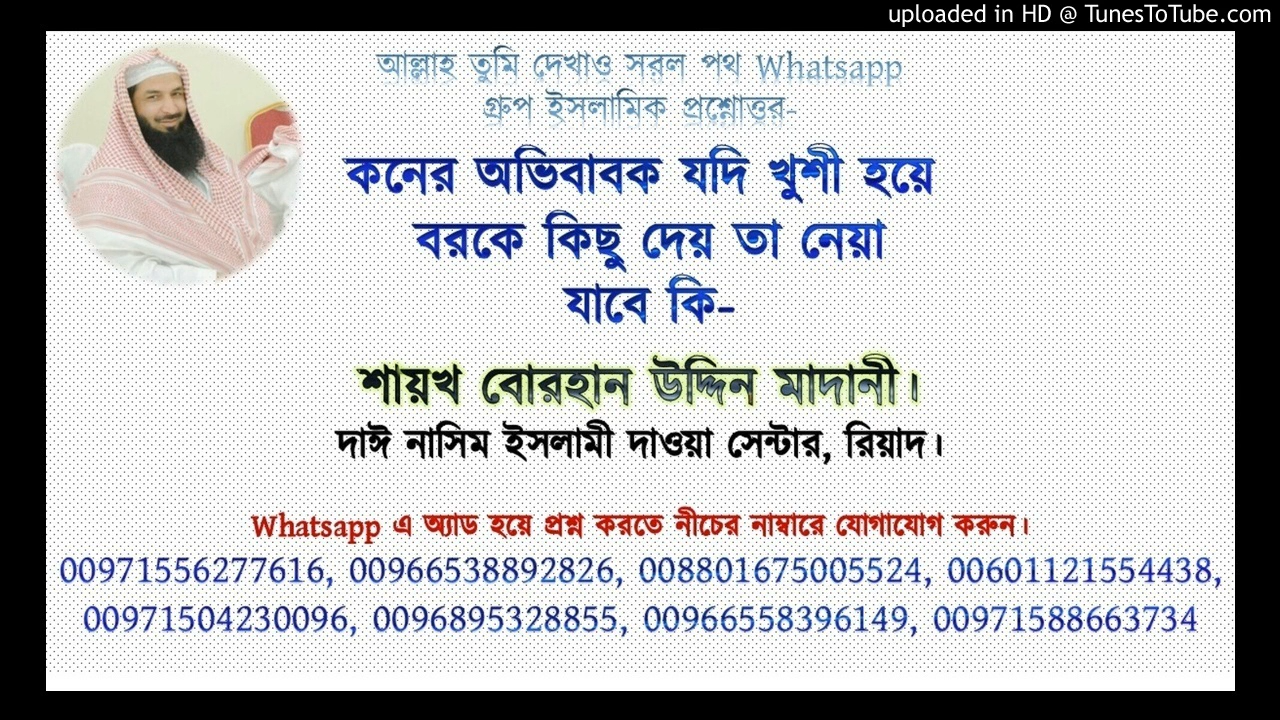 uploaded in HD @ TunesToTube.com
আল্লাহ তুমি দেখাও সরল পথ Whatsapp
গ্রুপ ইসলামিক প্রশ্নোত্তর-
কনের অভিবাবক যদি খুশী হয়ে
বরকে কিছু দেয় তা নেয়া
যাবে কি-
শায়খ বোরহান উদ্দিন মাদানী।
দাঈ নাসিম ইসলামী দাওয়া সেন্টার, রিয়াদ।
Whatsapp এ অ্যাড হয়ে প্রশ্ন করতে নীচের নাম্বারে যোগাযোগ করুন।
00971556277616, 00966538892826, 008801675005524, 00601121554438,
00971504230096, 0096895328855, 00966558396149, 00971588663734